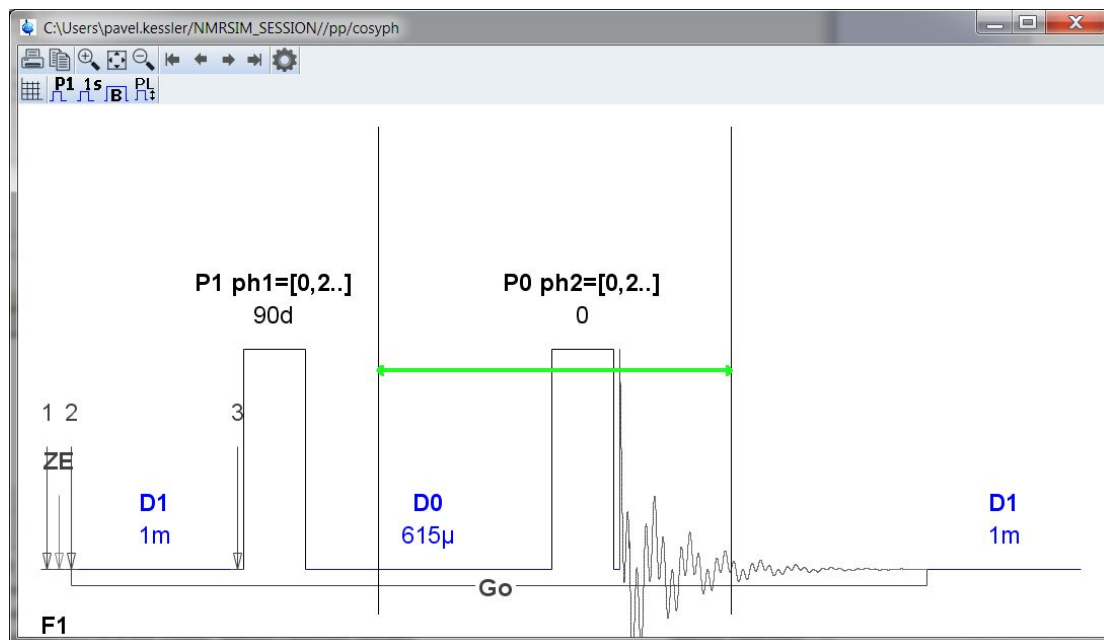 C:\Users\pavel.kessler/NMRSIM_SESSION//pp/cosyph
P1 1s B PL
P1 ph1=[0,2..] P0 ph2=[0,2..]
90d 0
1 2 3
ZE
D1 D0 D1
1m 615µ 1m
Go
F1